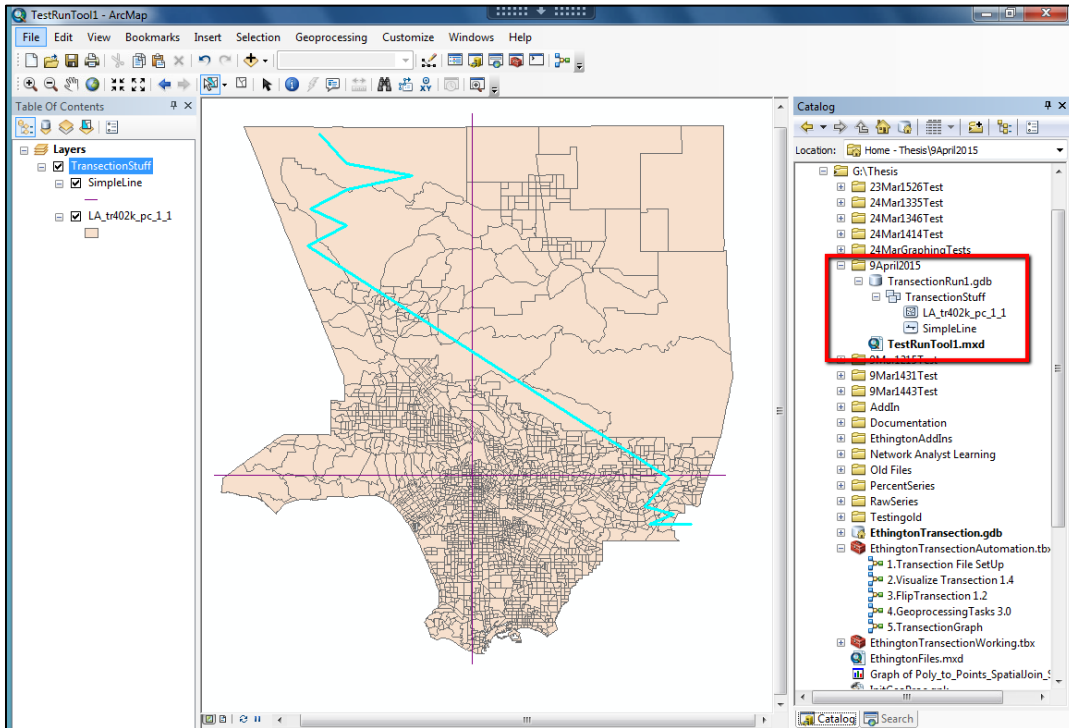 TestRunTool1 - ArcMap
File Edit View Bookmarks Insert Selection Geoprocessing Customize Windows Help
Table Of Contents
Layers
TransectionStuff
SimpleLine
LA_tr402k_pc_1_1
Catalog
Location: Home - Thesis\9April2015
G:\Thesis
23Mar1526Test
24Mar1335Test
24Mar1346Test
24Mar1414Test
24MarGraphingTests
9April2015
TransectionRun1.gdb
TransectionStuff
LA_tr402k_pc_1_1
SimpleLine
TestRunTool1.mxd
9Mar1215Test
9Mar1431Test
9Mar1443Test
AddIn
Documentation
EthingtonAddIns
Network Analyst Learning
Old Files
PercentSeries
RawSeries
Testingold
EthingtonTransection.gdb
EthingtonTransectionAutomation.tbx
1.Transection File SetUp
2.Visualize Transection 1.4
3.FlipTransection 1.2
4.GeoprocessingTasks 3.0
5.TransectionGraph
EthingtonTransectionWorking.tbx
EthingtonFiles.mxd
Graph of Poly_to_Points_SpatialJoin_S
Catalog Search